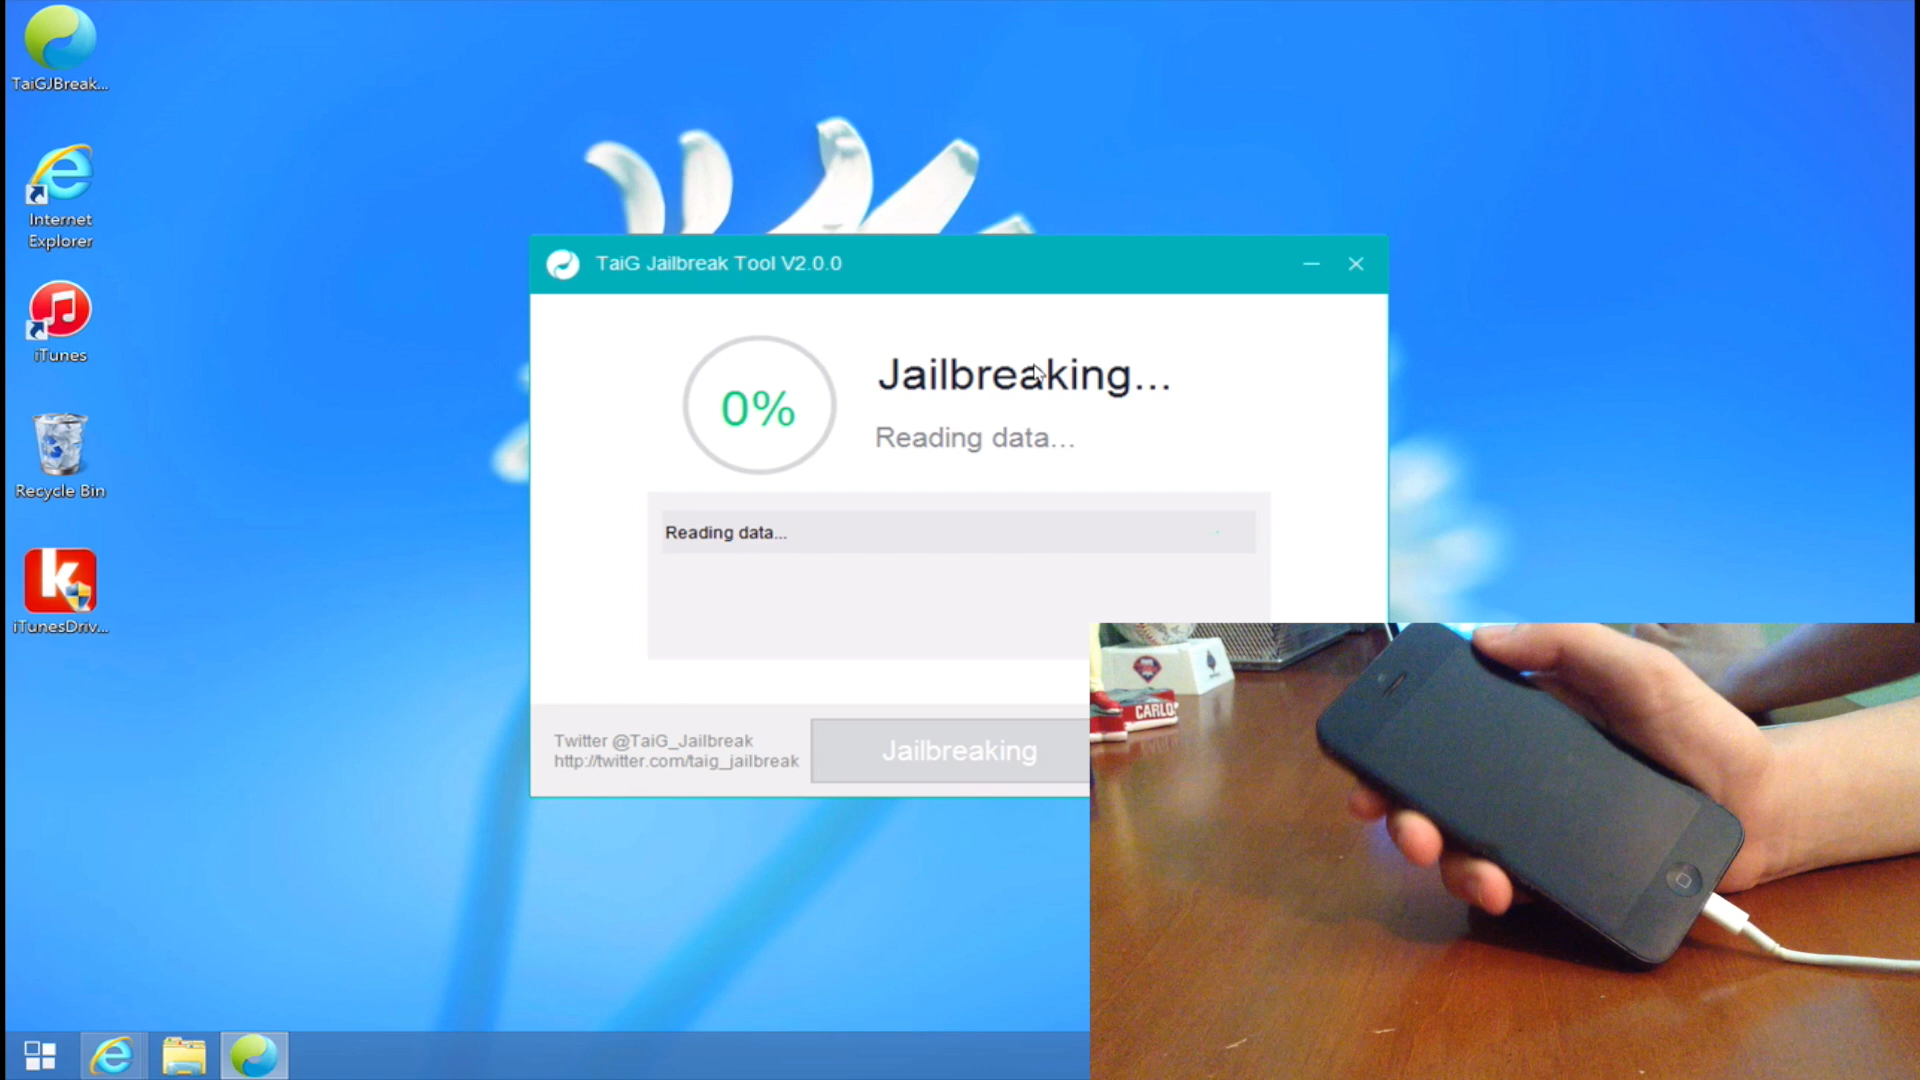 TaiGJBreak...
Internet
Explorer
iTunes
Recycle Bin
iTunesDriv...
TaiG Jailbreak Tool V2.0.0
0%
Jailbreaking...
Reading data...
Reading data...
Twitter @TaiG_Jailbreak
http://twitter.com/taig_jailbreak
Jailbreaking
CARLO